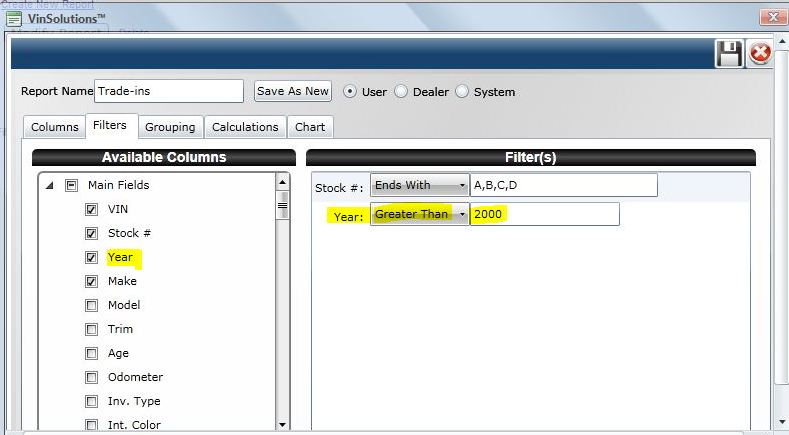 Create New Report
VinSolutions™
Modify Report Delete
Report Name Trade-ins Save As New User Dealer System
Columns Filters Grouping Calculations Chart
Available Columns
Filter(s)
Main Fields
VIN
Stock #
Year
Make
Model
Trim
Age
Odometer
Inv. Type
Int. Color
Stock #: Ends With A,B,C,D
Year: Greater Than 2000